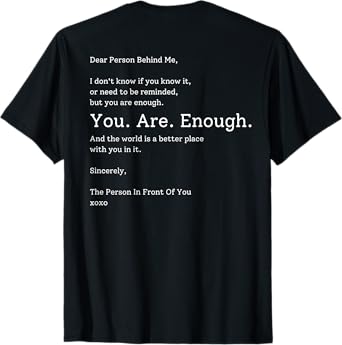 Dear Person Behind Me,
I don't know if you know it,
or need to be reminded,
but you are enough.
You. Are. Enough.
And the world is a better place
with you in it.
Sincerely,
The Person In Front Of You
xoxo